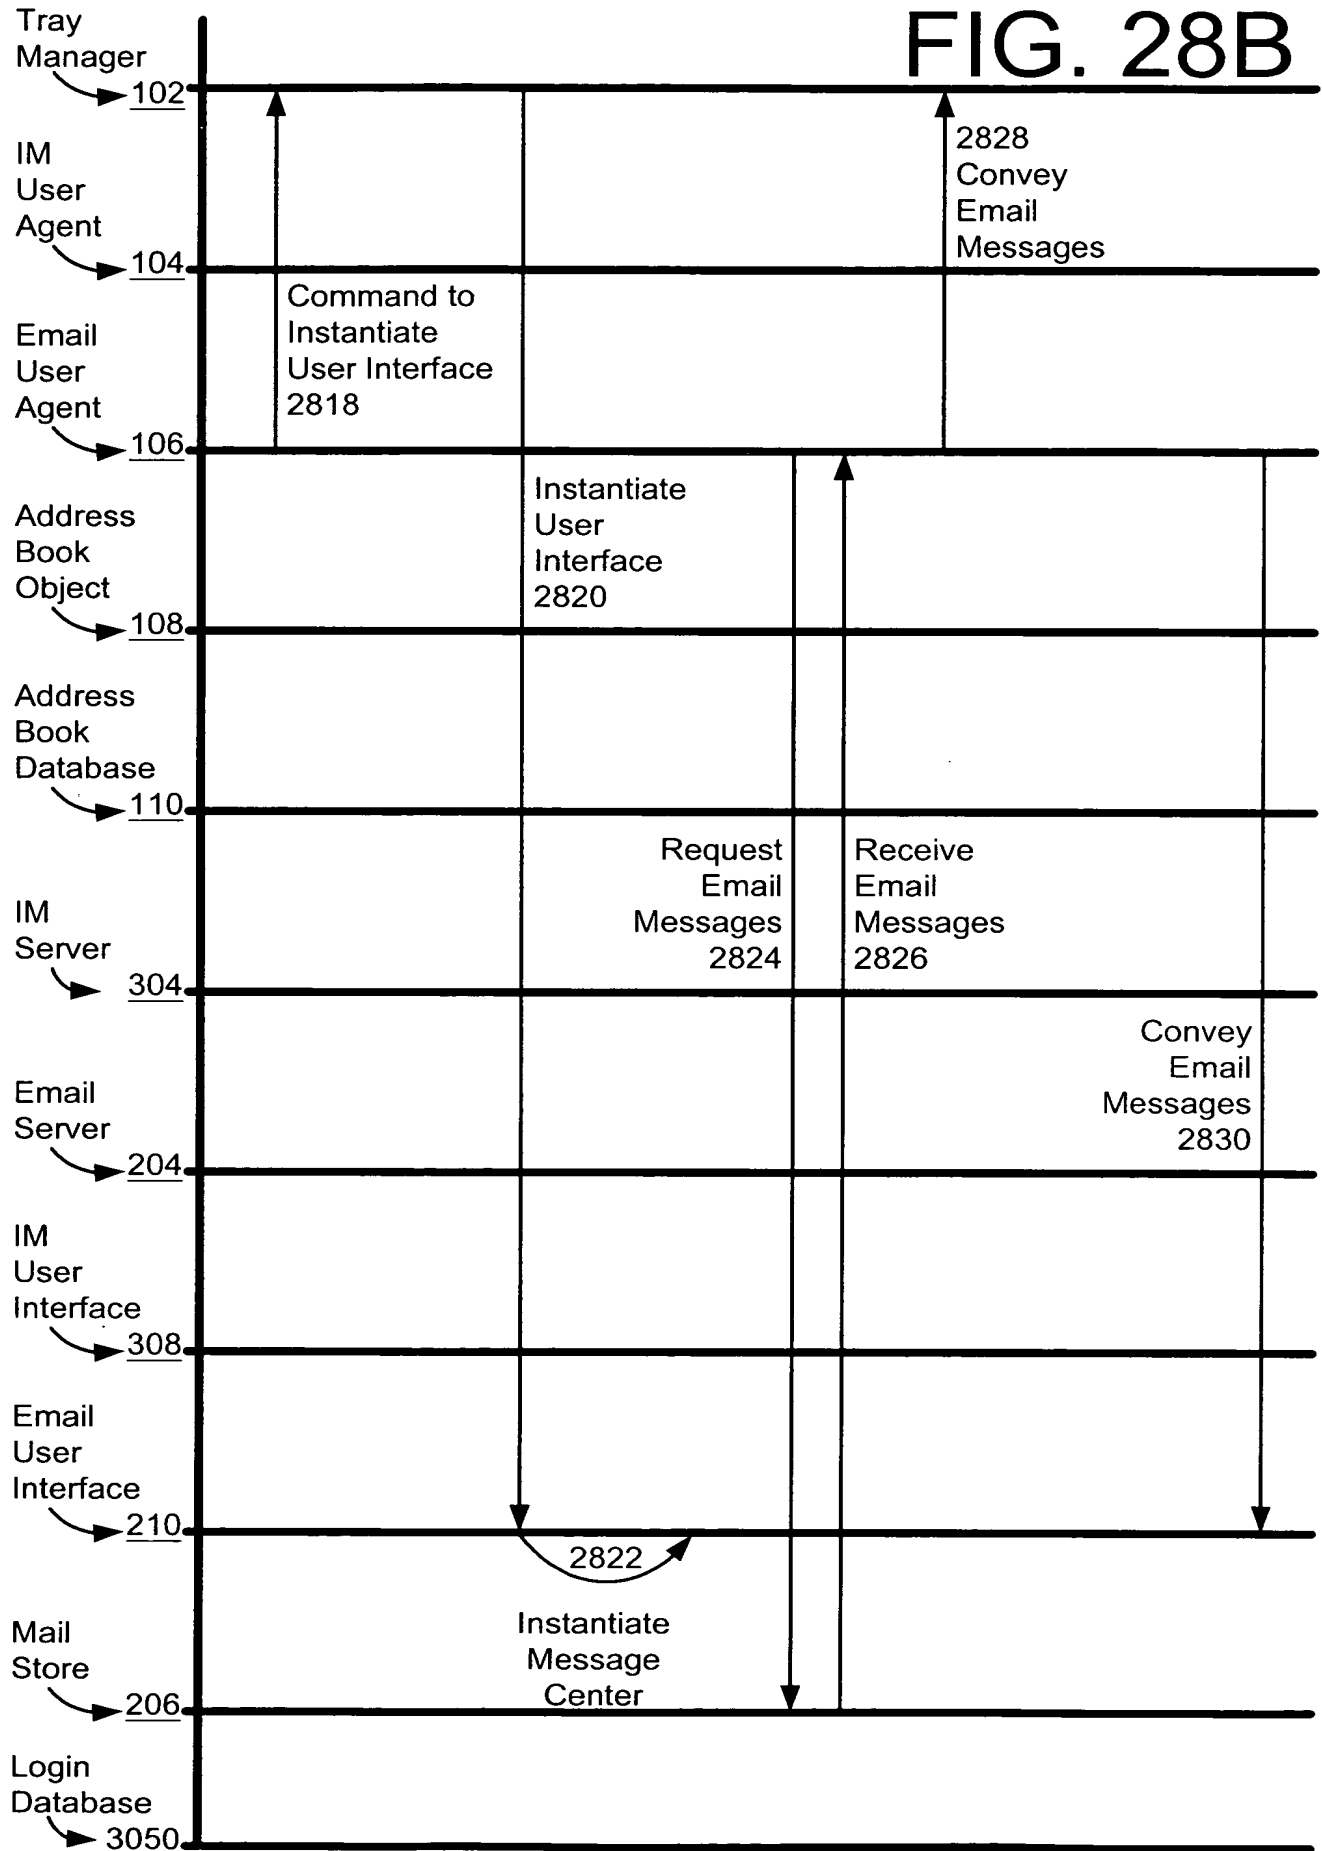 FIG. 28B
Tray
Manager
102
2828
Convey
Email
Messages
IM
User
Agent
104
Command to
Instantiate
User Interface
2818
Email
User
Agent
106
Instantiate
User
Interface
2820
Address
Book
Object
108
Address
Book
Database
110
Request
Email
Messages
2824
Receive
Email
Messages
2826
IM
Server
304
Convey
Email
Messages
2830
Email
Server
204
IM
User
Interface
308
Email
User
Interface
210
2822
Instantiate
Message
Center
Mail
Store
206
Login
Database
3050